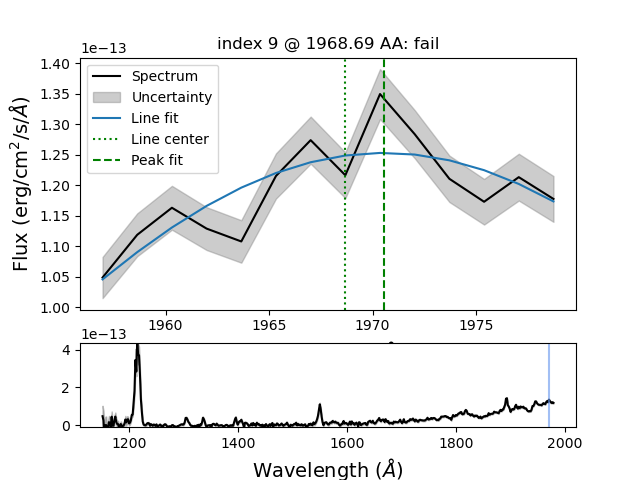 index 9 @ 1968.69 AA: fail
1e−13
Flux (erg/cm²/s/Å)
1.40
1.35
1.30
1.25
1.20
1.15
1.10
1.05
1.00
Spectrum
Uncertainty
Line fit
Line center
Peak fit
1960
1965
1970
1975
1e−13
4
2
0
1200
1400
1600
1800
2000
Wavelength (Å)